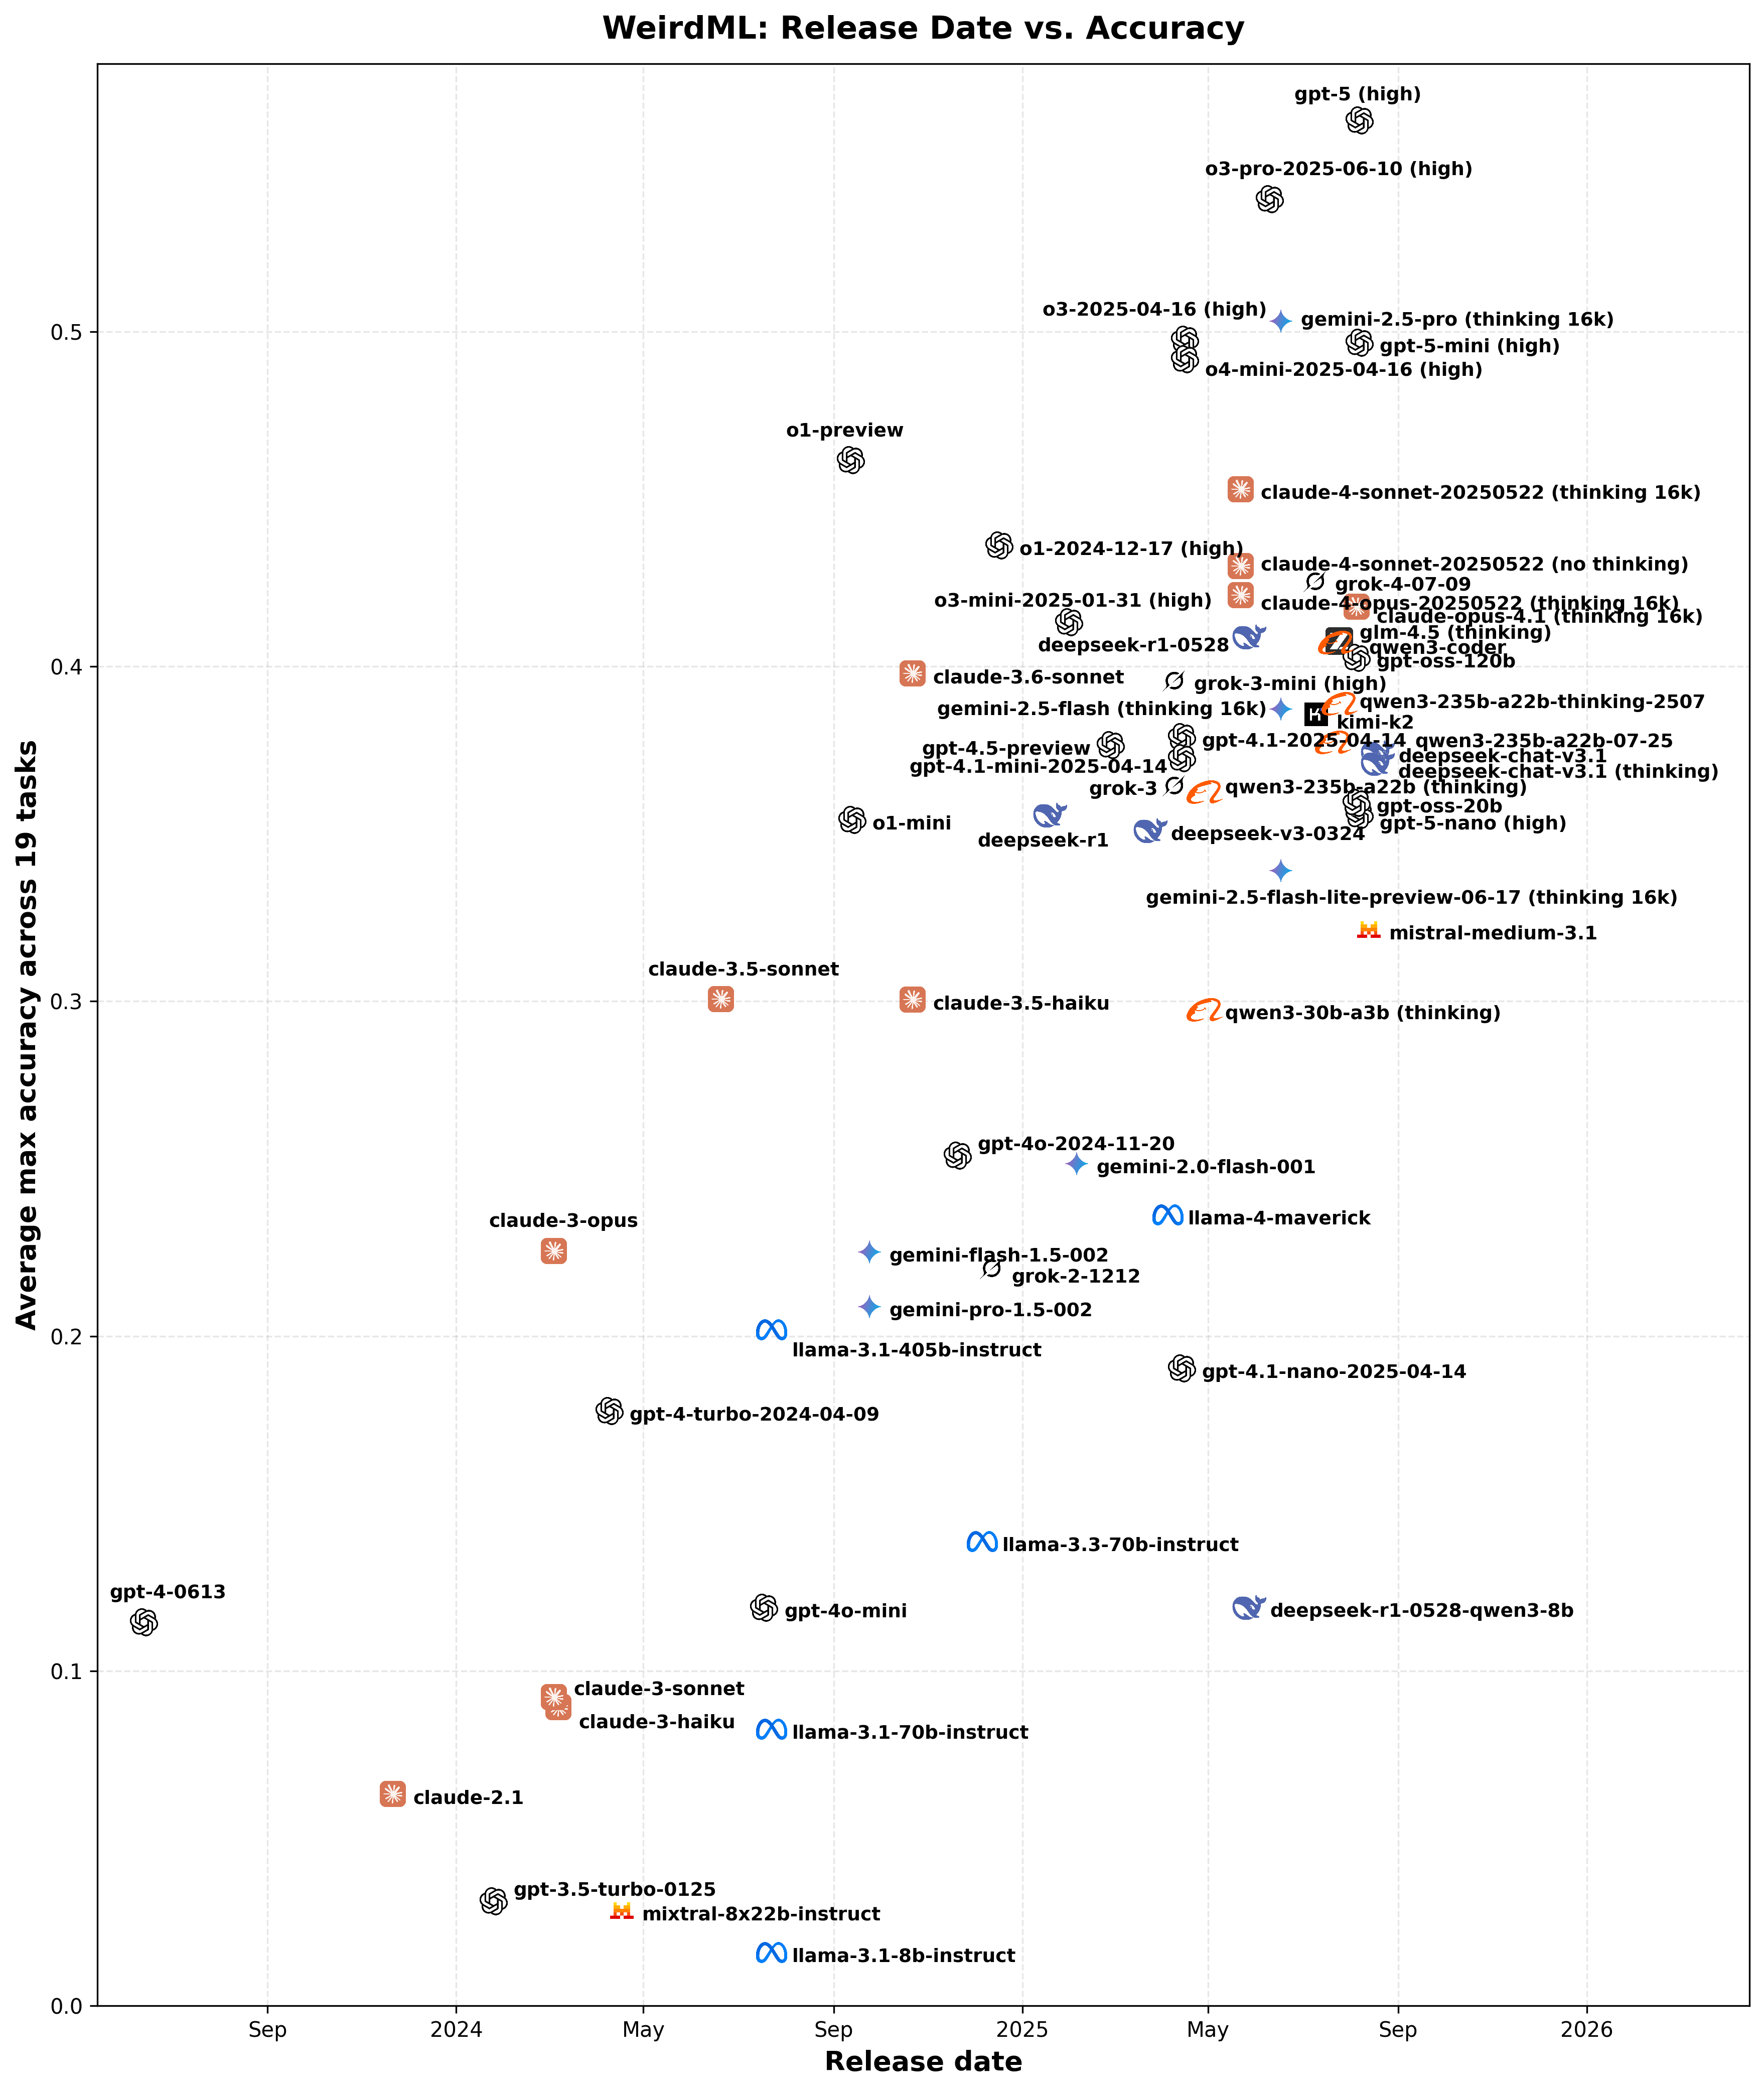 WeirdML: Release Date vs. Accuracy
gpt-5 (high)
o3-pro-2025-06-10 (high)
o3-2025-04-16 (high)
gemini-2.5-pro (thinking 16k)
gpt-5-mini (high)
o4-mini-2025-04-16 (high)
o1-preview
claude-4-sonnet-20250522 (thinking 16k)
o1-2024-12-17 (high)
claude-4-sonnet-20250522 (no thinking)
grok-4-07-09
o3-mini-2025-01-31 (high)
claude-4-opus-20250522 (thinking 16k)
claude-opus-4.1 (thinking 16k)
glm-4.5 (thinking)
deepseek-r1-0528
qwen3-coder
gpt-oss-120b
claude-3.6-sonnet
grok-3-mini (high)
qwen3-235b-a22b-thinking-2507
gemini-2.5-flash (thinking 16k)
kimi-k2
gpt-4.1-2025-04-14
qwen3-235b-a22b-07-25
gpt-4.5-preview
deepseek-chat-v3.1
gpt-4.1-mini-2025-04-14
deepseek-chat-v3.1 (thinking)
grok-3
qwen3-235b-a22b (thinking)
gpt-oss-20b
o1-mini
gpt-5-nano (high)
deepseek-r1
deepseek-v3-0324
gemini-2.5-flash-lite-preview-06-17 (thinking 16k)
mistral-medium-3.1
claude-3.5-sonnet
claude-3.5-haiku
qwen3-30b-a3b (thinking)
gpt-4o-2024-11-20
gemini-2.0-flash-001
claude-3-opus
llama-4-maverick
gemini-flash-1.5-002
grok-2-1212
gemini-pro-1.5-002
llama-3.1-405b-instruct
gpt-4.1-nano-2025-04-14
gpt-4-turbo-2024-04-09
llama-3.3-70b-instruct
gpt-4-0613
gpt-4o-mini
deepseek-r1-0528-qwen3-8b
claude-3-sonnet
claude-3-haiku
llama-3.1-70b-instruct
claude-2.1
gpt-3.5-turbo-0125
mixtral-8x22b-instruct
llama-3.1-8b-instruct
Average max accuracy across 19 tasks
0.5
0.4
0.3
0.2
0.1
0.0
Sep 2024 May Sep 2025 May Sep 2026
Release date